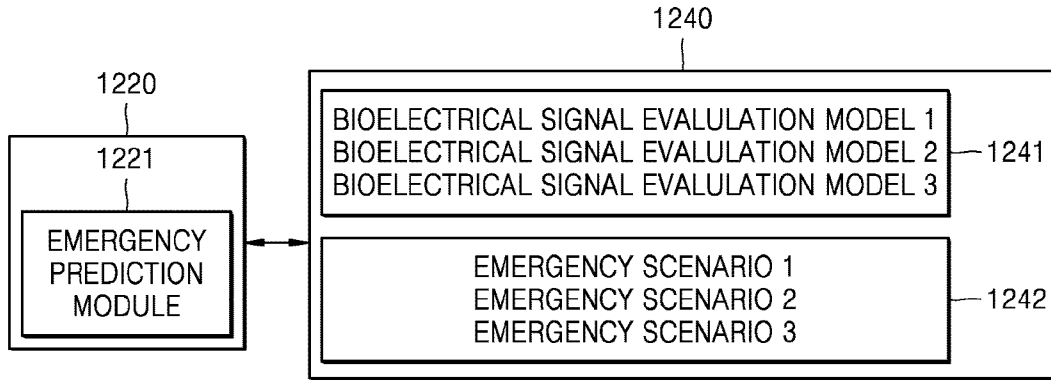 1240
1220
1221
EMERGENCY
PREDICTION
MODULE
BIOELECTRICAL SIGNAL EVALULATION MODEL 1
BIOELECTRICAL SIGNAL EVALULATION MODEL 2
BIOELECTRICAL SIGNAL EVALULATION MODEL 3
1241
EMERGENCY SCENARIO 1
EMERGENCY SCENARIO 2
EMERGENCY SCENARIO 3
1242